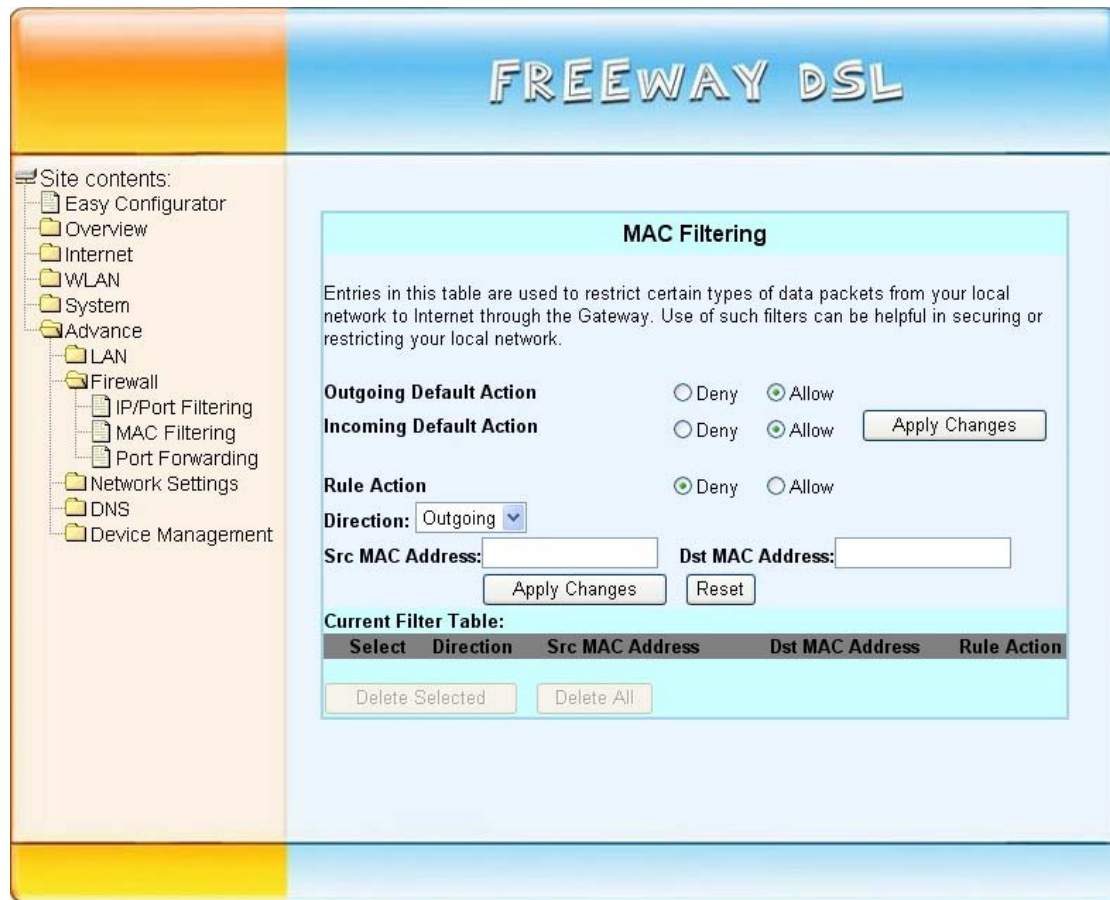 FREEWAY DSL
Site contents:
Easy Configurator
Overview
Internet
WLAN
System
Advance
LAN
Firewall
IP/Port Filtering
MAC Filtering
Port Forwarding
Network Settings
DNS
Device Management
MAC Filtering
Entries in this table are used to restrict certain types of data packets from your local
network to Internet through the Gateway. Use of such filters can be helpful in securing or
restricting your local network.
Outgoing Default Action Deny Allow
Incoming Default Action Deny Allow Apply Changes
Rule Action Deny Allow
Direction: Outgoing
Src MAC Address: Dst MAC Address:
Apply Changes Reset
Current Filter Table:
Select Direction Src MAC Address Dst MAC Address Rule Action
Delete Selected Delete All